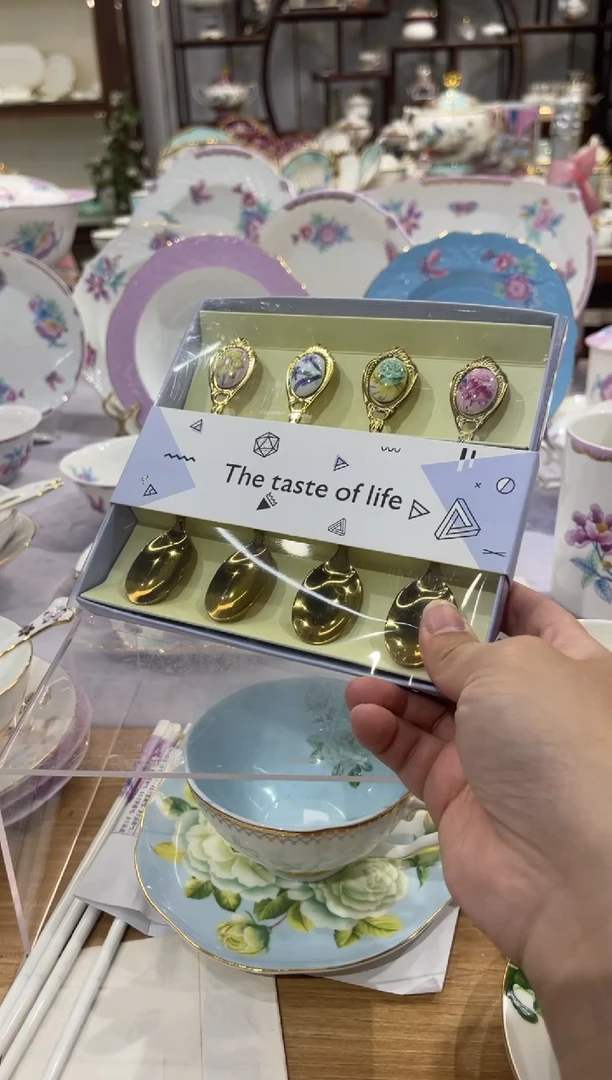 The taste of life